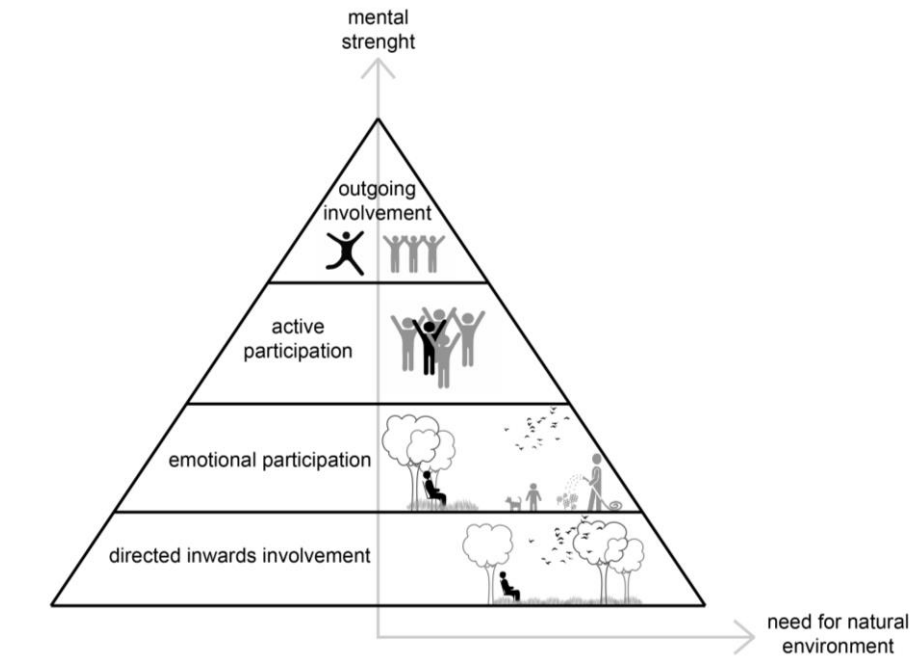 mental
strenght
outgoing
involvement
active
participation
emotional participation
directed inwards involvement
need for natural
environment